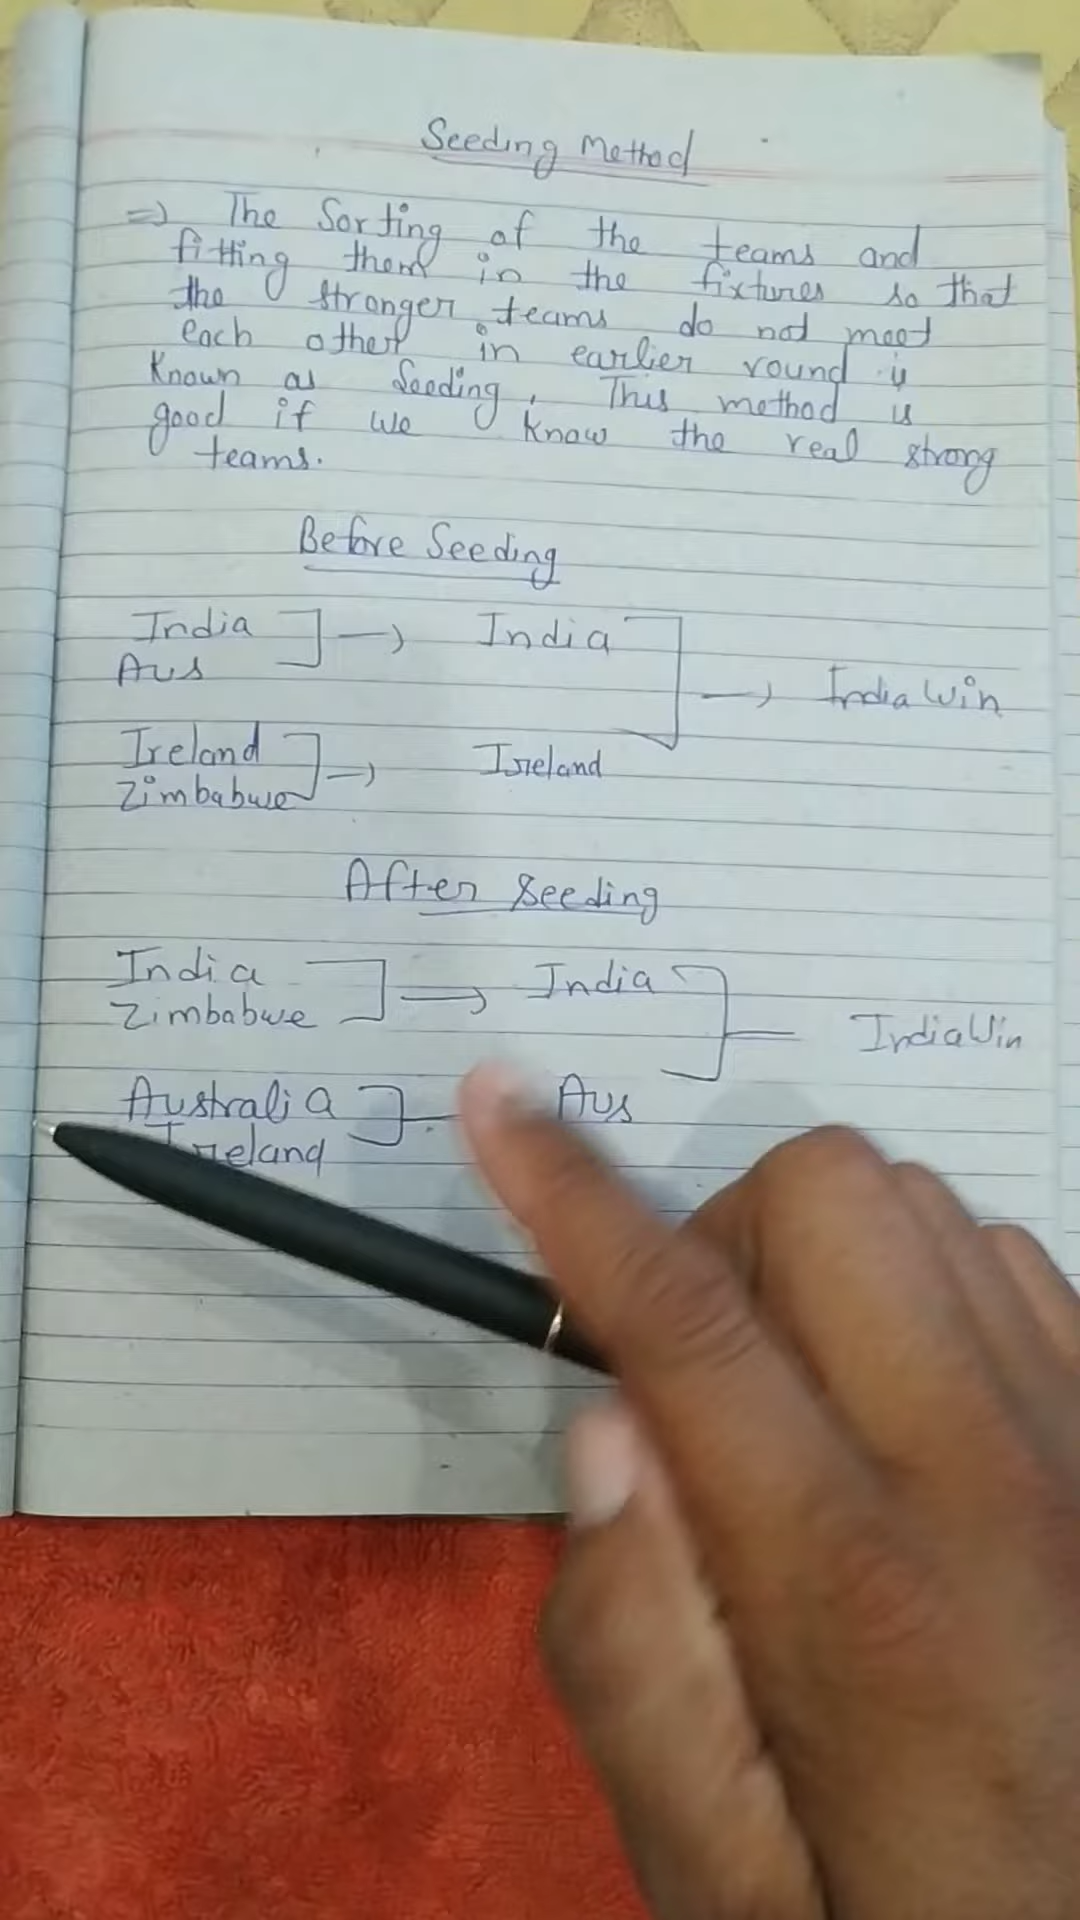 Seeding Method
=) The Sorting of the teams and
fitting them in the fixtures so that
the stronger teams do not meet
each other in earlier round is
Known as Seeding, This method is
good if we know the real strong
teams.
Before Seeding
India → India
Aus
→ India Win
Ireland → Ireland
Zimbabwe
After Seeding
India → India
Zimbabwe
India Win
Australia Aus
Ireland